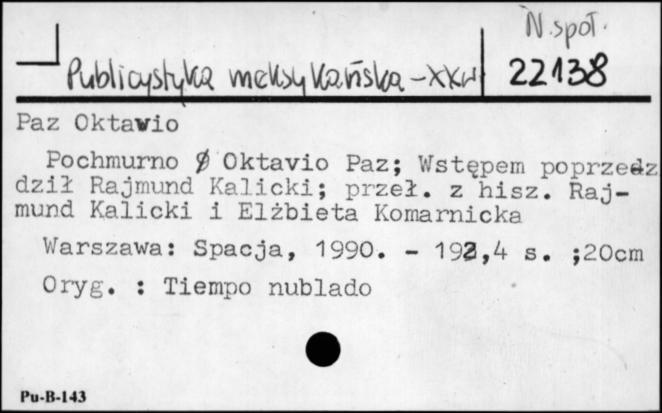 N.społ.
Publicystyka meksykańska - XXw
22138
Paz Oktawio
Pochmurno Ø Oktavio Paz; Wstępem poprzedz
dził Rajmund Kalicki; przeł. z hisz. Raj-
mund Kalicki i Elżbieta Komarnicka
Warszawa: Spacja, 1990. - 192,4 s. ;20cm
Oryg. : Tiempo nublado
Pu-B-143